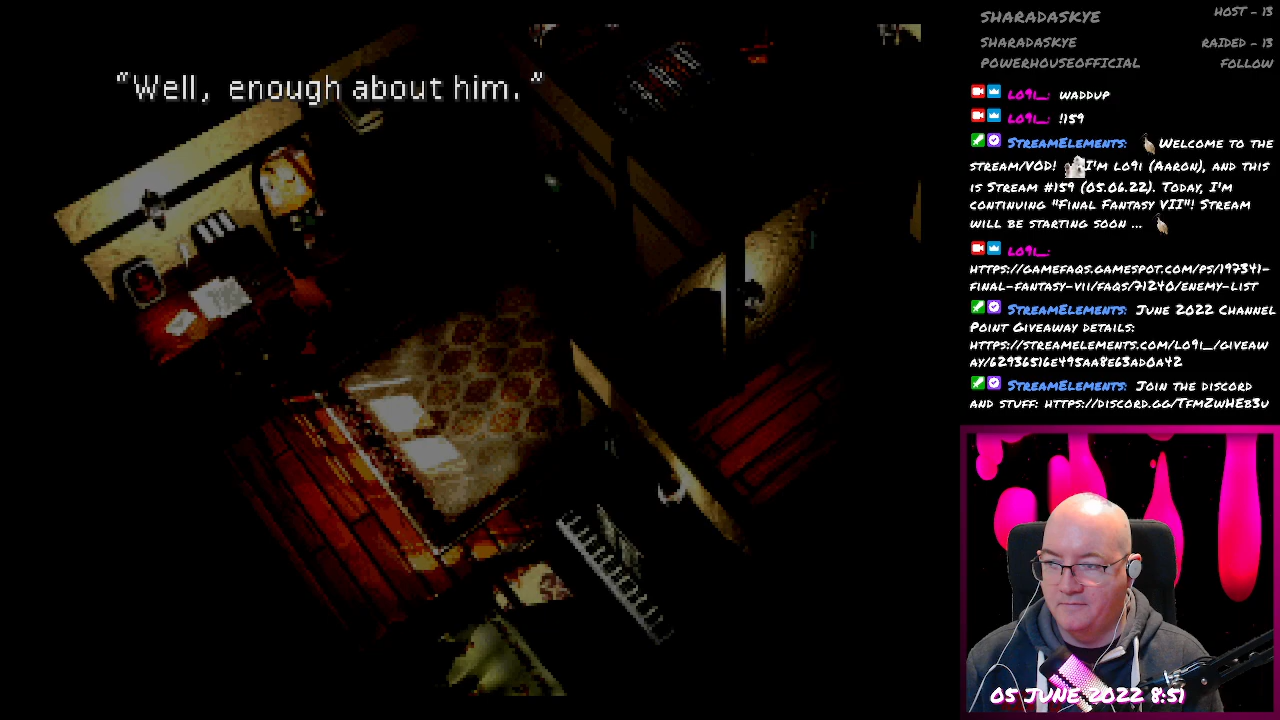 “Well, enough about him.”
SHARADASKYE HOST - 13
SHARADASKYE RAIDED - 13
POWERHOUSEOFFICIAL FOLLOW
LO9I_: WADDUP
LO9I_: !159
STREAMELEMENTS: WELCOME TO THE
STREAM/VOD! I'M LO9I (AARON), AND THIS
IS STREAM #159 (05.06.22). TODAY, I'M
CONTINUING "FINAL FANTASY VII"! STREAM
WILL BE STARTING SOON ...
LO9I_:
HTTPS://GAMEFAQS.GAMESPOT.COM/PS/197341-
FINAL-FANTASY-VII/FAQS/71240/ENEMY-LIST
STREAMELEMENTS: JUNE 2022 CHANNEL
POINT GIVEAWAY DETAILS:
HTTPS://STREAMELEMENTS.COM/LO9I_/GIVEAW
AY/62936516E495AA8E63AD0A42
STREAMELEMENTS: JOIN THE DISCORD
AND STUFF: HTTPS://DISCORD.GG/TFMZWHEB3U
05 JUNE 2022 8:51